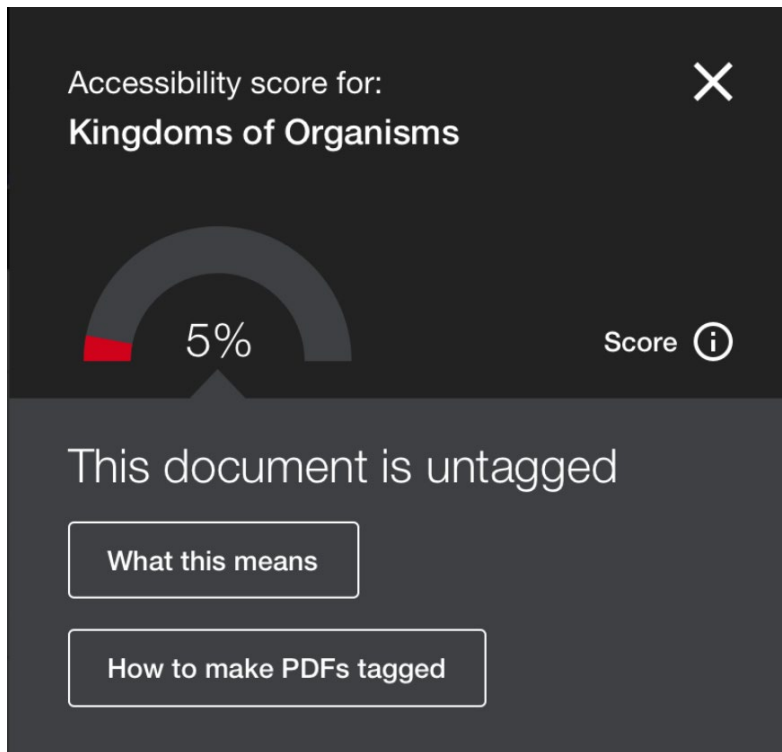 Accessibility score for:
Kingdoms of Organisms
5%
Score
This document is untagged
What this means
How to make PDFs tagged